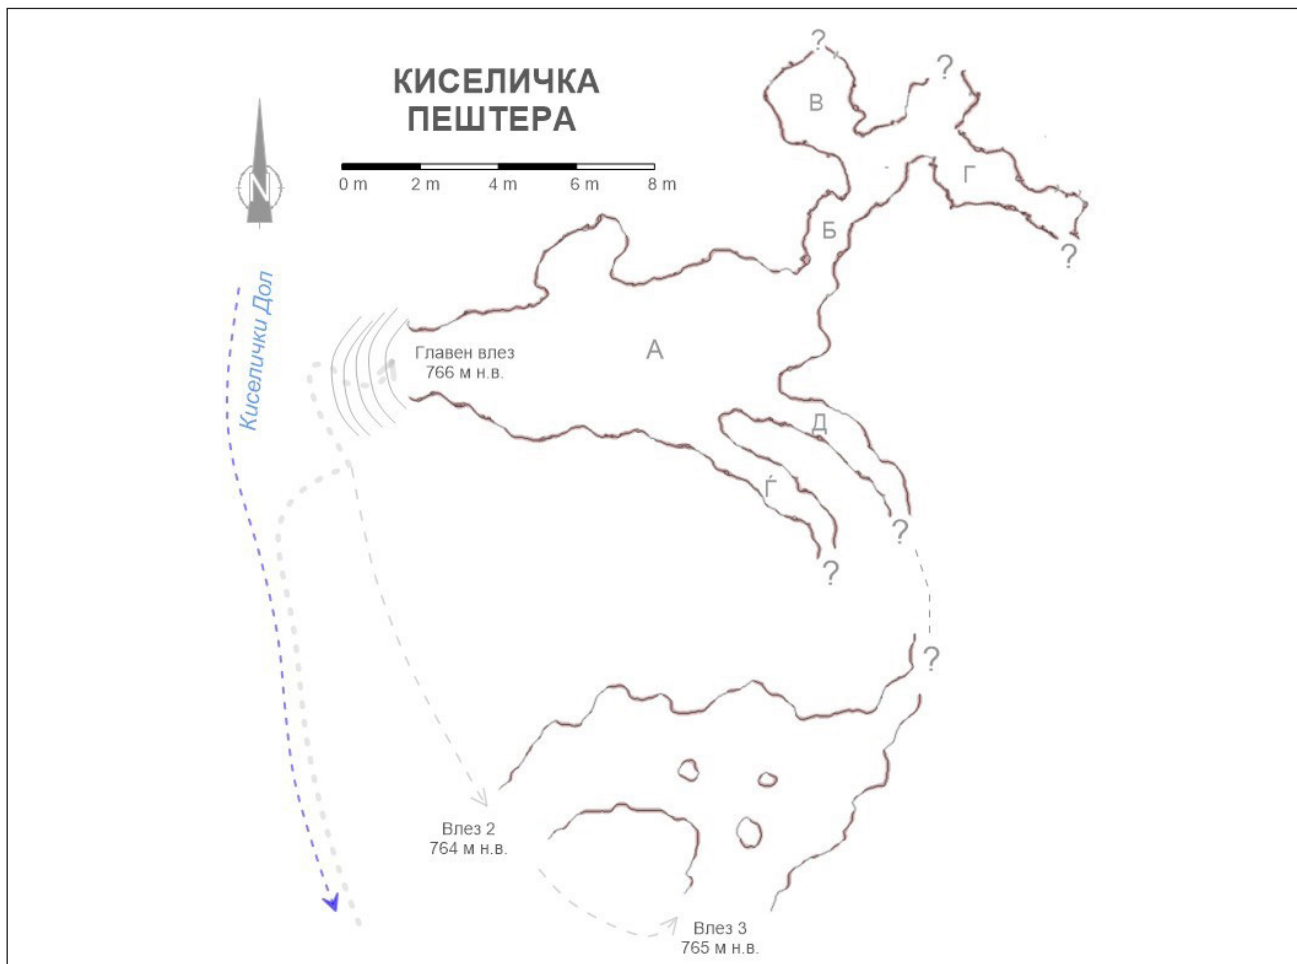 КИСЕЛИЧКА
ПЕШТЕРА
0 m 2 m 4 m 6 m 8 m
N
Киселички Дол
Главен влез
766 м н.в.
А
Б
В
Г
Д
Ѓ
?
?
?
?
?
?
Влез 2
764 м н.в.
Влез 3
765 м н.в.